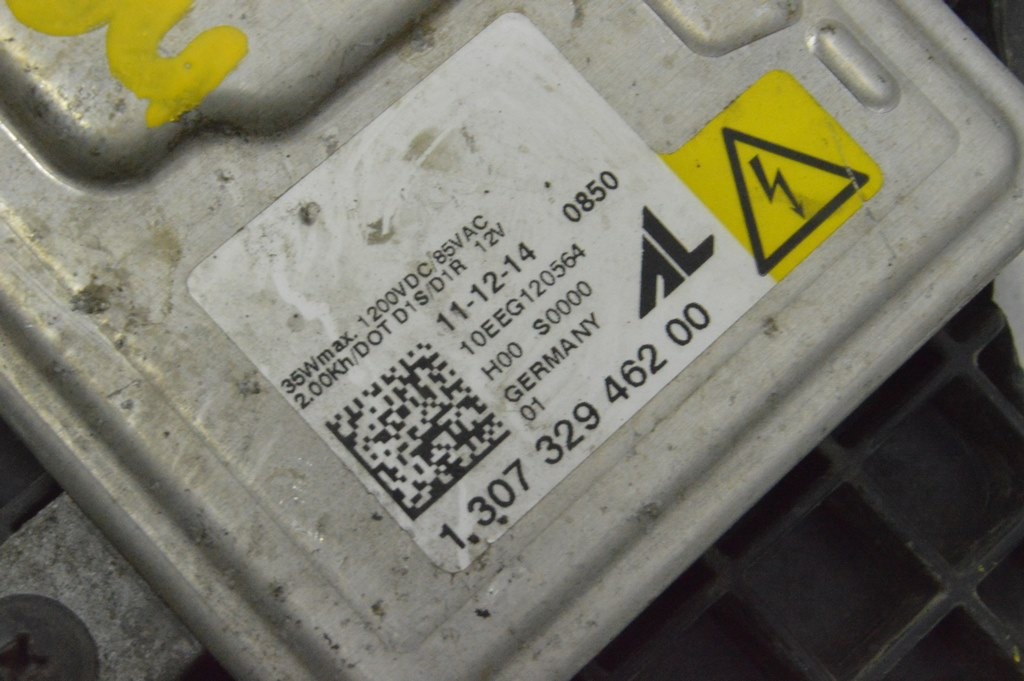 35Wmax. 1200VDC/85VAC
2.00Kh/DOT D1S/D1R 12V
11-12-14 0850
10EEG120564
H00 S0000
GERMANY
01
AL
1.307 329 462 00